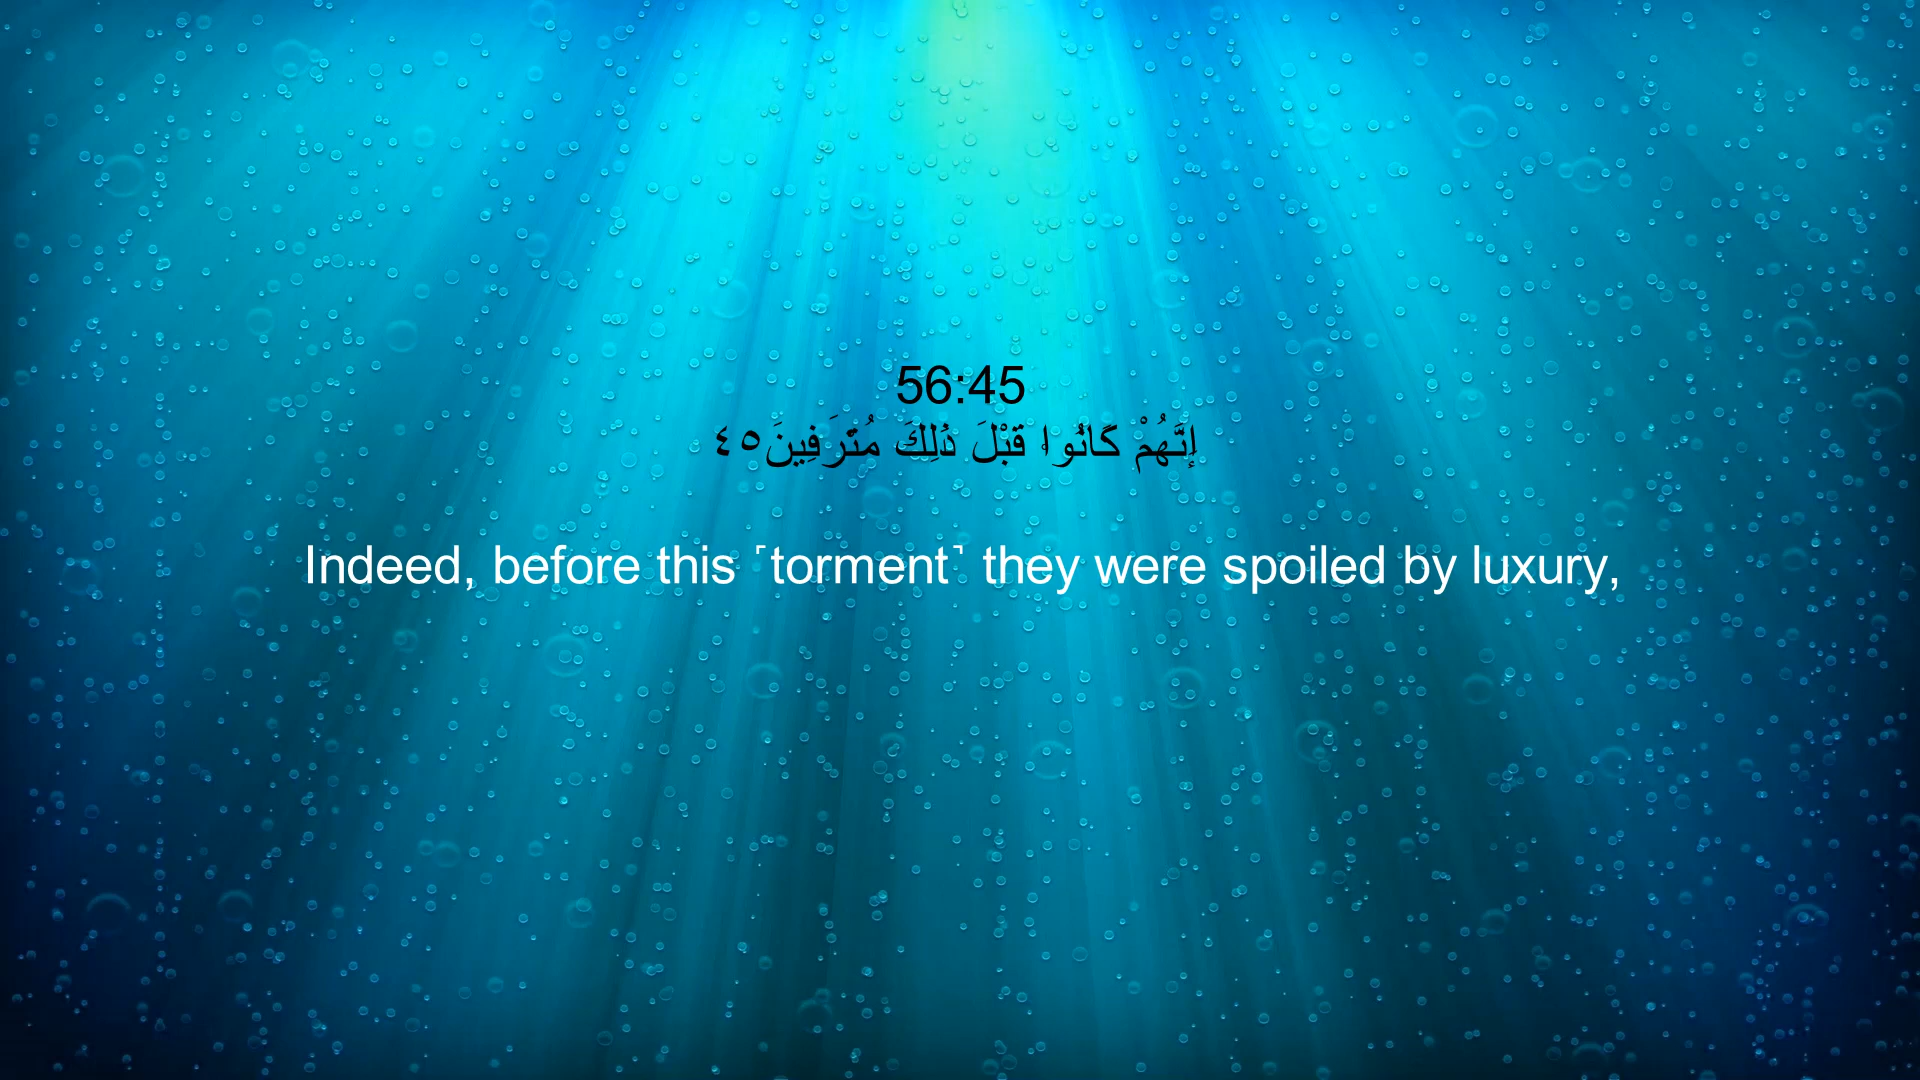 56:45
إِنَّهُمْ كَانُوا۟ قَبْلَ ذَٰلِكَ مُتْرَفِينَ٤٥
Indeed, before this ˹torment˺ they were spoiled by luxury,